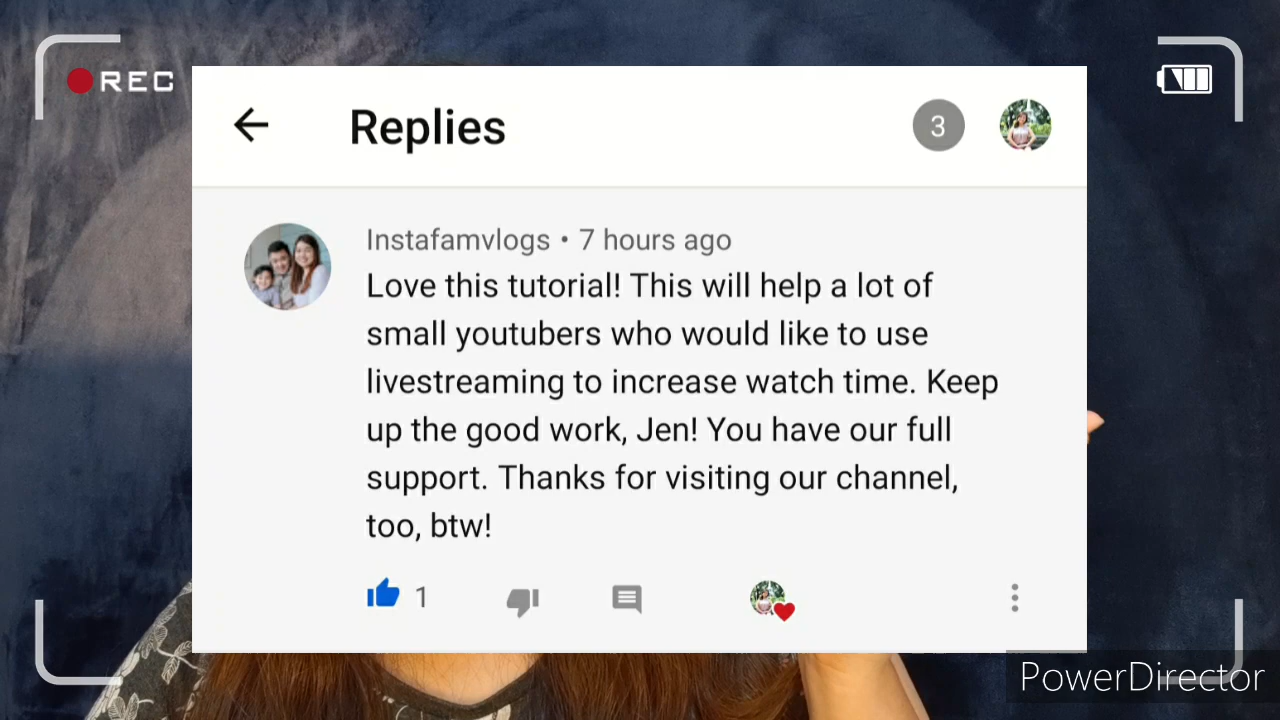 REC
Replies
3
Instafamvlogs • 7 hours ago
Love this tutorial! This will help a lot of
small youtubers who would like to use
livestreaming to increase watch time. Keep
up the good work, Jen! You have our full
support. Thanks for visiting our channel,
too, btw!
1
PowerDirector